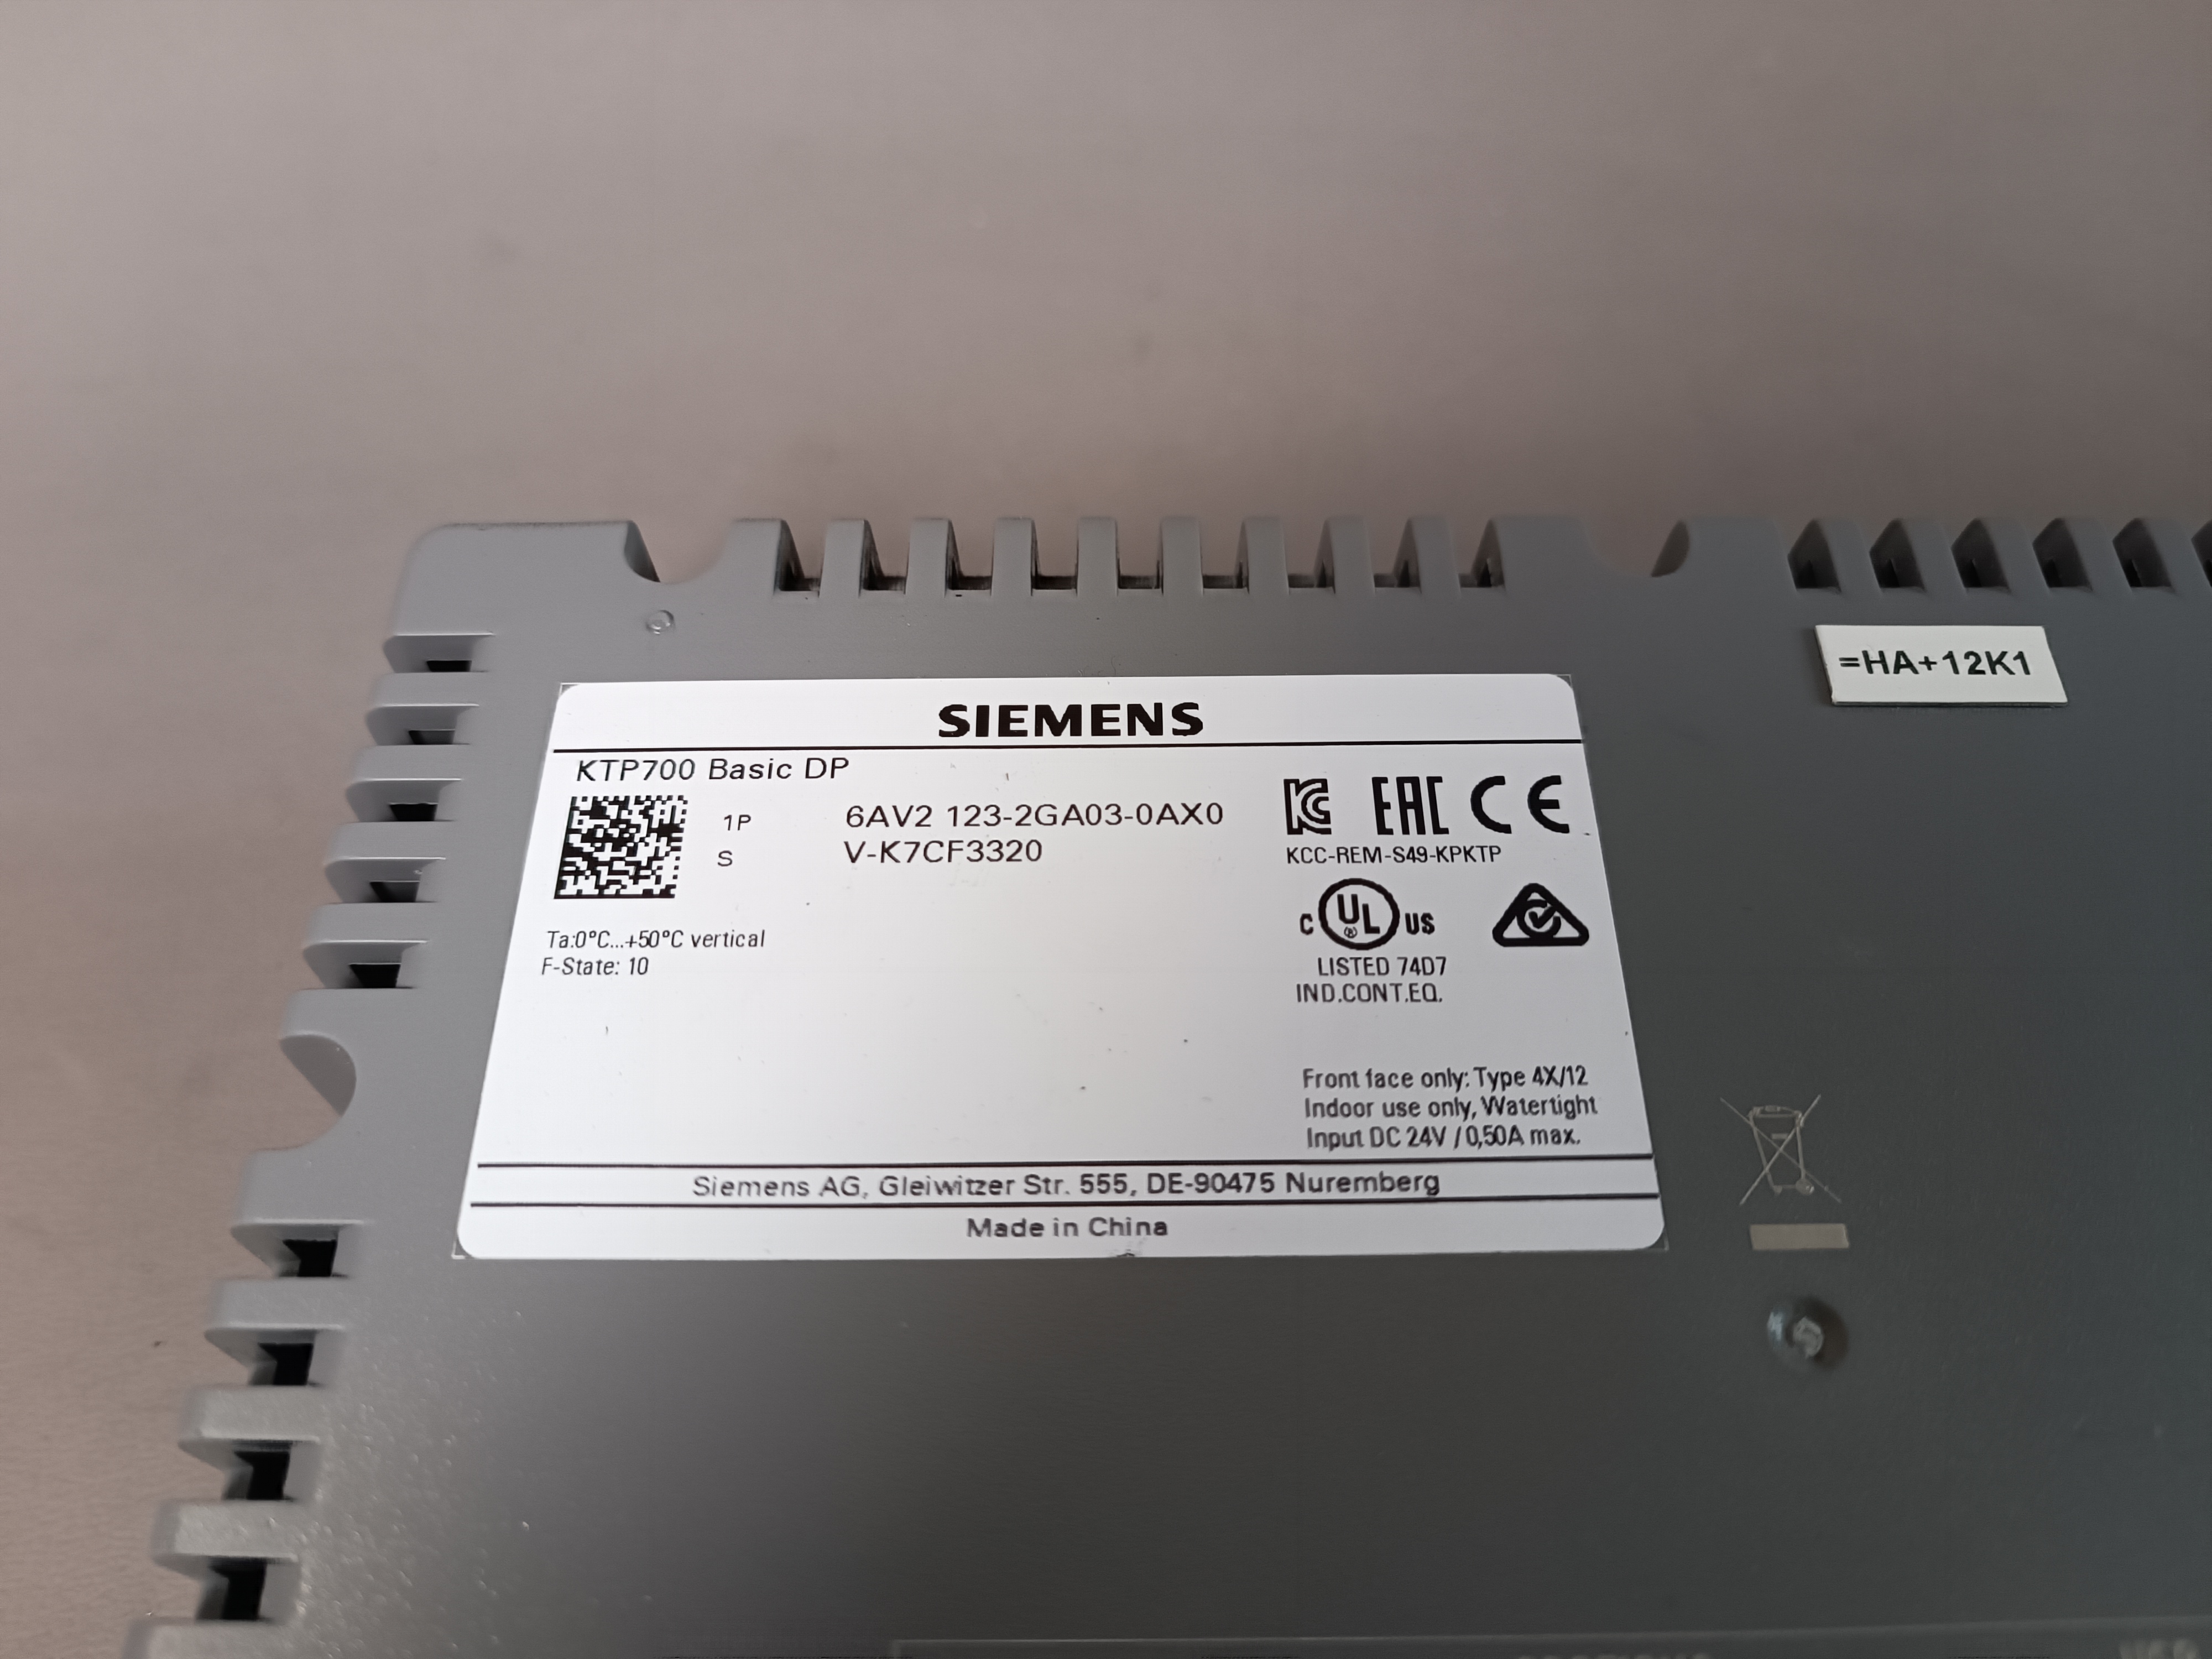 =HA+12K1
SIEMENS
KTP700 Basic DP
1P 6AV2 123-2GA03-0AX0
S V-K7CF3320
EAC CE
KCC-REM-S49-KPKTP
C UL US
LISTED 74D7
IND.CONT.EQ.
Ta:0°C...+50°C vertical
F-State: 10
Front face only: Type 4X/12
Indoor use only, Watertight
Input DC 24V / 0,50A max.
Siemens AG, Gleiwitzer Str. 555, DE-90475 Nuremberg
Made in China